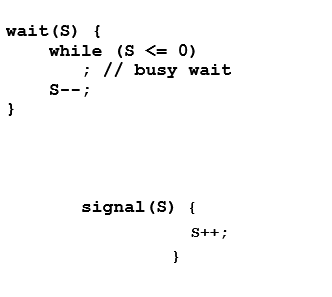 wait(S) {
while (S <= 0)
; // busy wait
S--;
}
signal(S) {
S++;
}